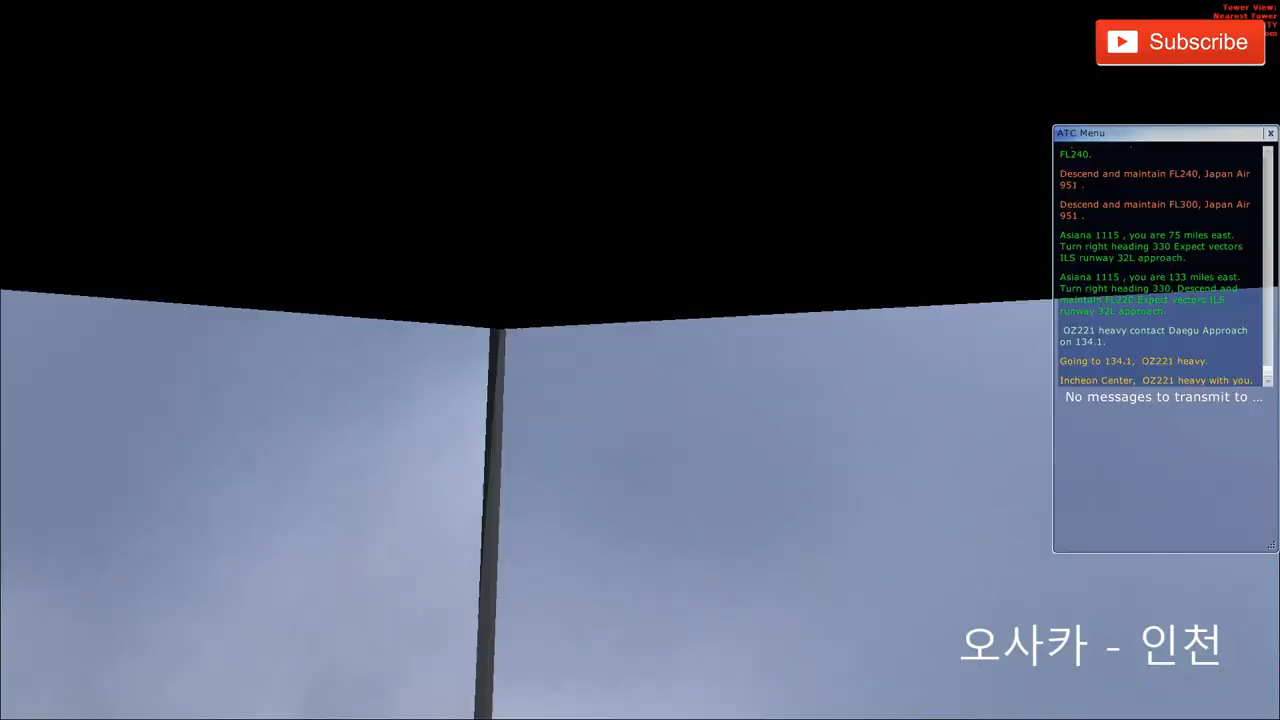 Tower View:
Nearest Tower
Subscribe
ATC Menu
FL240.
Descend and maintain FL240, Japan Air
951 .
Descend and maintain FL300, Japan Air
951 .
Asiana 1115 , you are 75 miles east.
Turn right heading 330 Expect vectors
ILS runway 32L approach.
Asiana 1115 , you are 133 miles east.
Turn right heading 330, Descend and
maintain FL220 Expect vectors ILS
runway 32L approach.
OZ221 heavy contact Daegu Approach
on 134.1.
Going to 134.1, OZ221 heavy.
Incheon Center, OZ221 heavy with you.
No messages to transmit to ...
오사카 - 인천